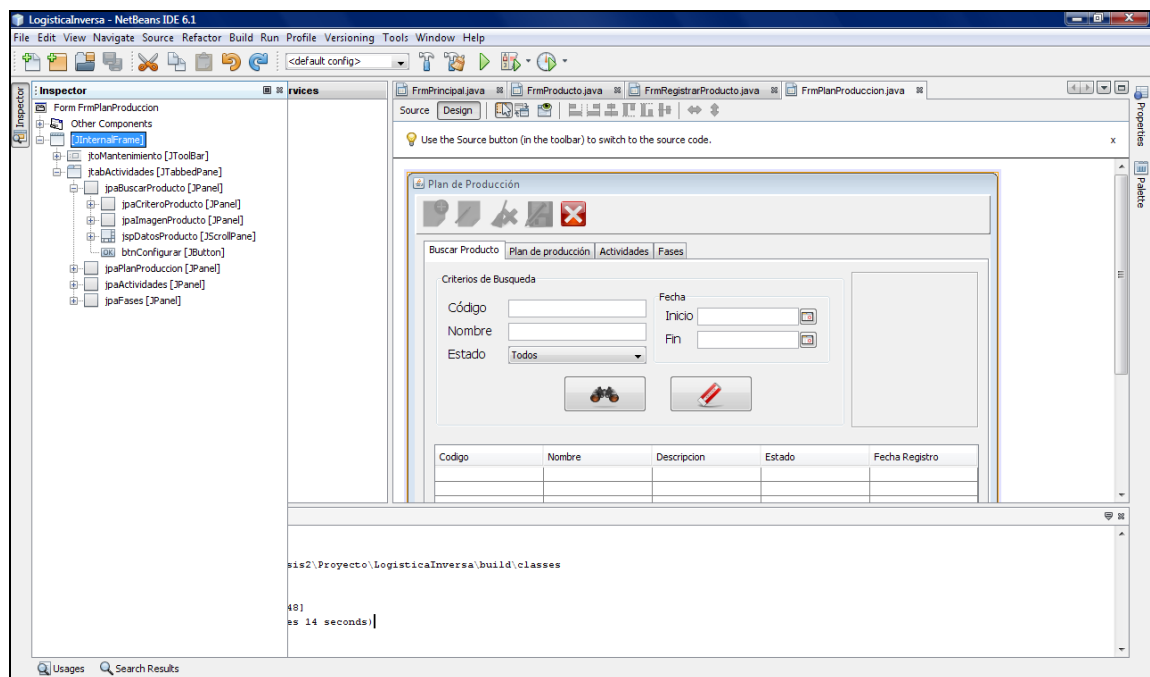 LogisticaInversa - NetBeans IDE 6.1
File Edit View Navigate Source Refactor Build Run Profile Versioning Tools Window Help
<default config>
Inspector
Inspector
rvices
FrmPrincipal.java
FrmProducto.java
FrmRegistrarProducto.java
FrmPlanProduccion.java
Form FrmPlanProduccion
Other Components
[JInternalFrame]
jtoMantenimiento [JToolBar]
jtabActividades [JTabbedPane]
jpaBuscarProducto [JPanel]
jpaCriteroProducto [JPanel]
jpaImagenProducto [JPanel]
jspDatosProducto [JScrollPane]
OK btnConfigurar [JButton]
jpaPlanProduccion [JPanel]
jpaActividades [JPanel]
jpaFases [JPanel]
Source Design
Use the Source button (in the toolbar) to switch to the source code. x
Properties
Palette
Plan de Producción
Buscar Producto Plan de producción Actividades Fases
Criterios de Busqueda
Código
Nombre
Estado Todos
Fecha
Inicio
Fin
Codigo Nombre Descripcion Estado Fecha Registro
sis2\Proyecto\LogisticaInversa\build\classes
48]
es 14 seconds)
Usages Search Results